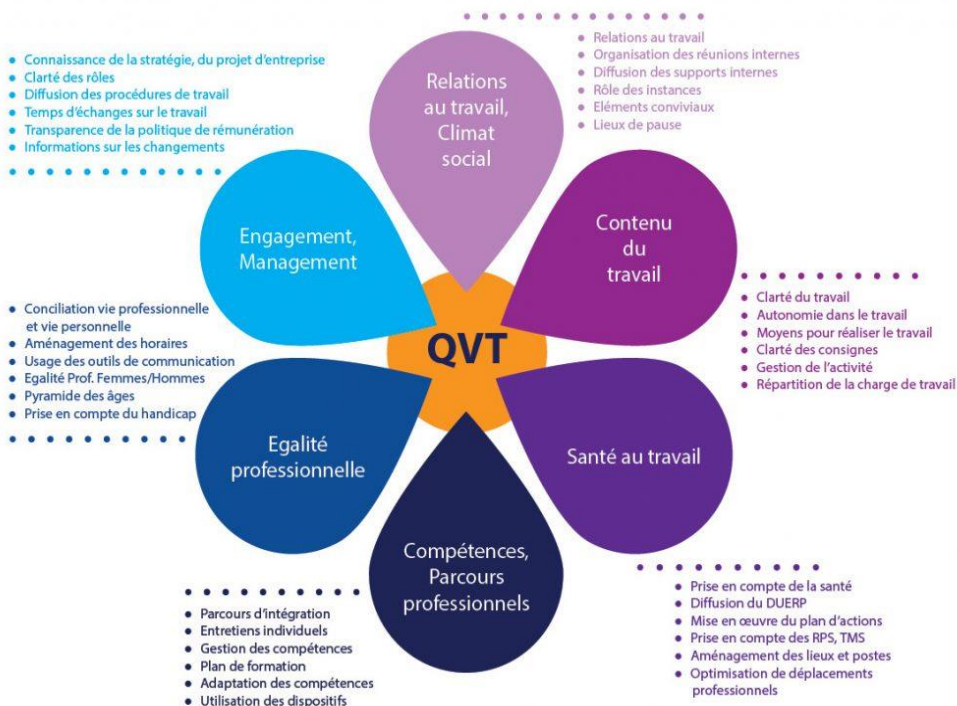 Relations au travail
Organisation des réunions internes
Diffusion des supports internes
Rôle des instances
Eléments conviviaux
Lieux de pause
Relations
au travail,
Climat
social
Connaissance de la stratégie, du projet d'entreprise
Clarté des rôles
Diffusion des procédures de travail
Temps d'échanges sur le travail
Transparence de la politique de rémunération
Informations sur les changements
Engagement,
Management
Contenu
du
travail
Clarté du travail
Autonomie dans le travail
Moyens pour réaliser le travail
Clarté des consignes
Gestion de l'activité
Répartition de la charge de travail
QVT
Conciliation vie professionnelle
et vie personnelle
Aménagement des horaires
Usage des outils de communication
Egalité Prof. Femmes/Hommes
Pyramide des âges
Prise en compte du handicap
Egalité
professionnelle
Santé au travail
Prise en compte de la santé
Diffusion du DUERP
Mise en œuvre du plan d'actions
Prise en compte des RPS, TMS
Aménagement des lieux et postes
Optimisation de déplacements
professionnels
Compétences,
Parcours
professionnels
Parcours d'intégration
Entretiens individuels
Gestion des compétences
Plan de formation
Adaptation des compétences
Utilisation des dispositifs